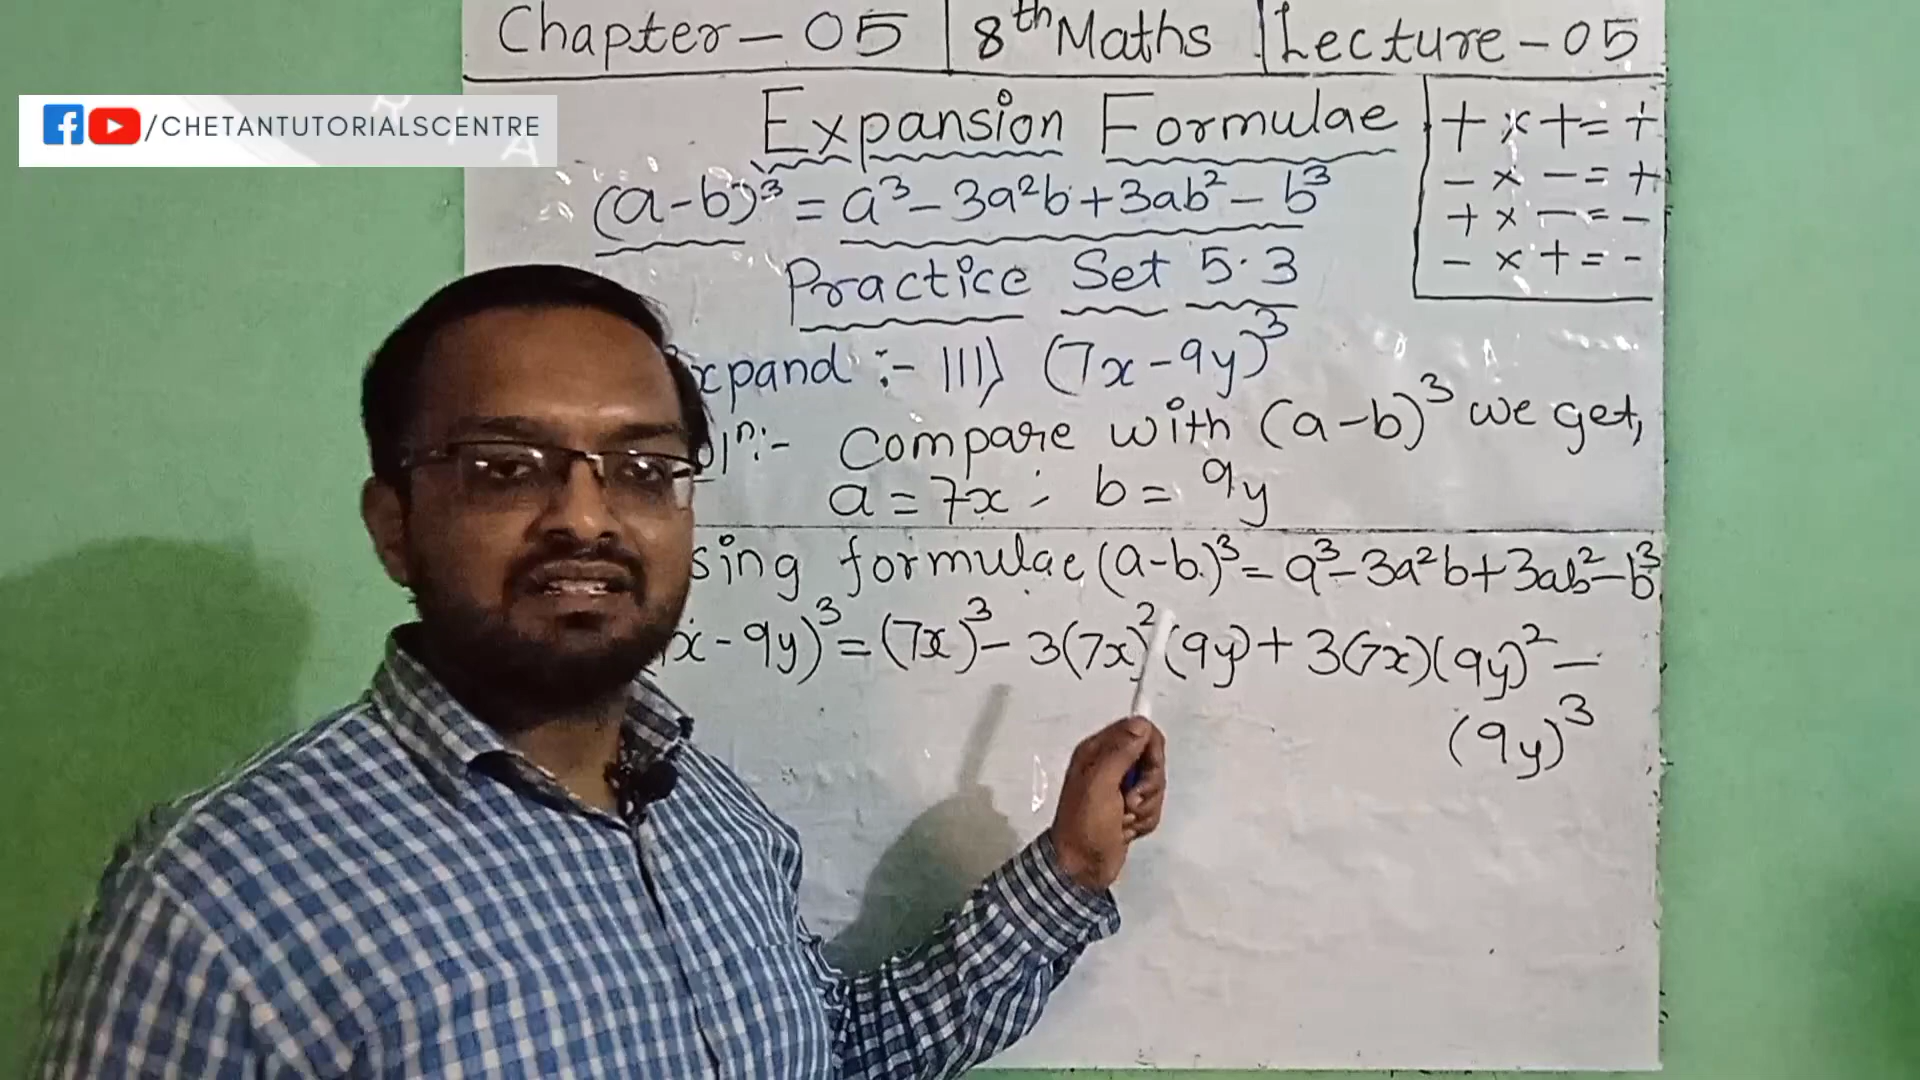 Chapter - 05 | 8th Maths | Lecture - 05
/CHETANTUTORIALSCENTRE
Expansion Formulae
(a-b)³ = a³ - 3a²b + 3ab² - b³
+ × + = +
- × - = +
+ × - = -
- × + = -
Practice Set 5.3
xpand :- III) (7x - 9y)³
olⁿ:- Compare with (a-b)³ we get,
a = 7x ; b = 9y
sing formulae (a-b)³ = a³ - 3a²b + 3ab² - b³
x - 9y)³ = (7x)³ - 3(7x)²(9y) + 3(7x)(9y)² -
(9y)³